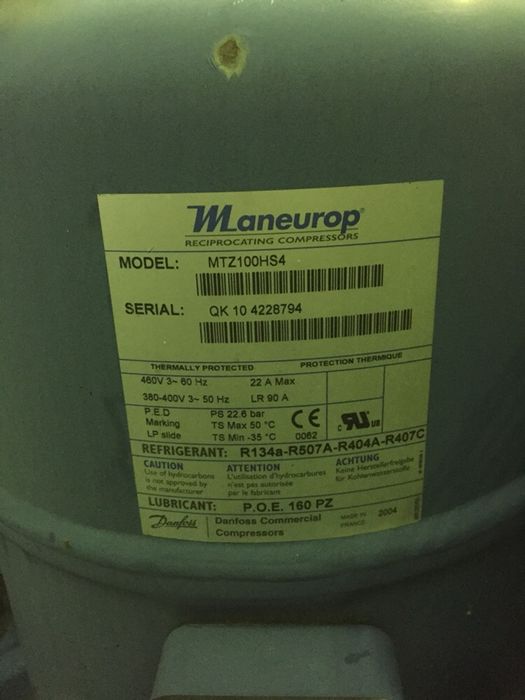 Maneurop®
RECIPROCATING COMPRESSORS
MODEL: MTZ100HS4
SERIAL: QK 10 4228794
THERMALLY PROTECTED PROTECTION THERMIQUE
460V 3~ 60 Hz 22 A Max
380-400V 3~ 50 Hz LR 90 A
P.E.D PS 22.6 bar
Marking TS Max 50 °C CE c RU US
LP slide TS Min -35 °C 0062
REFRIGERANT: R134a-R507A-R404A-R407C
CAUTION ATTENTION ACHTUNG
Use of hydrocarbons L'utilisation d'hydrocarbures Keine Herstellerfreigabe
is not approved by n'est pas autorisée für Kohlenwasserstoffe
the manufacturer par le fabricant
LUBRICANT: P.O.E. 160 PZ
Danfoss Danfoss Commercial MADE IN 2004
Compressors FRANCE